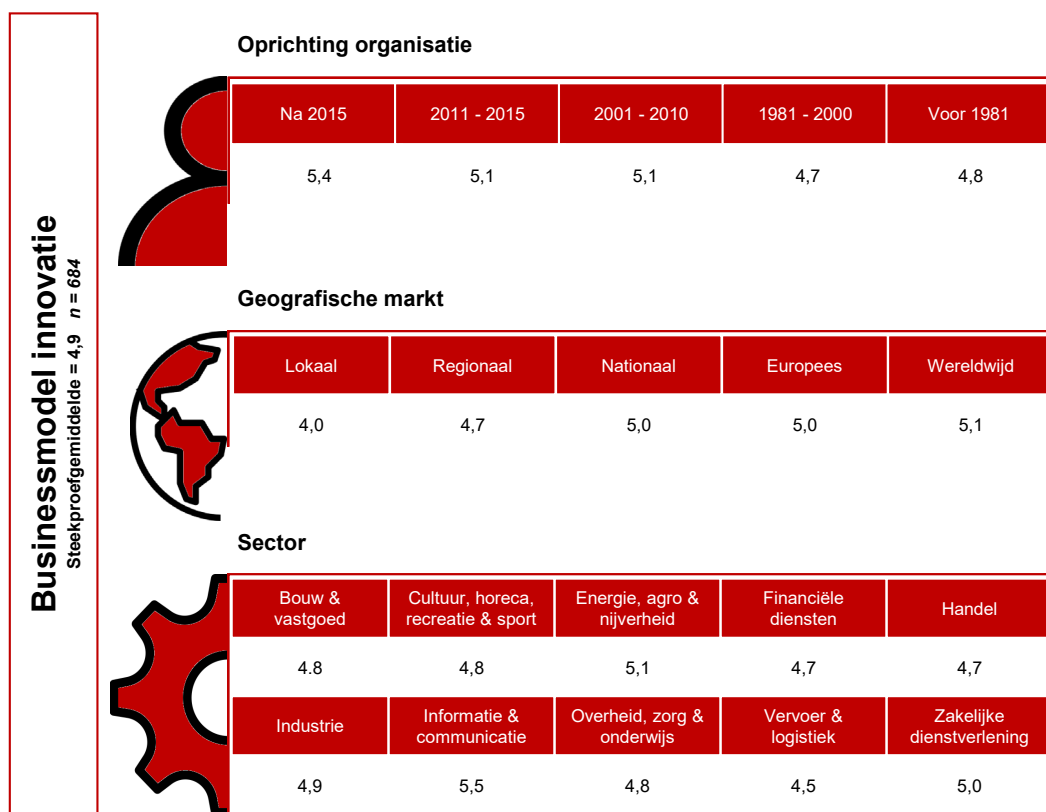 Businessmodel innovatie
Steekproefgemiddelde = 4,9 n = 684
Oprichting organisatie
Na 2015 2011 - 2015 2001 - 2010 1981 - 2000 Voor 1981
5,4 5,1 5,1 4,7 4,8
Geografische markt
Lokaal Regionaal Nationaal Europees Wereldwijd
4,0 4,7 5,0 5,0 5,1
Sector
Bouw &
vastgoed
Cultuur, horeca,
recreatie & sport
Energie, agro &
nijverheid
Financiële
diensten
Handel
4.8 4,8 5,1 4,7 4,7
Industrie
Informatie &
communicatie
Overheid, zorg &
onderwijs
Vervoer &
logistiek
Zakelijke
dienstverlening
4,9 5,5 4,8 4,5 5,0